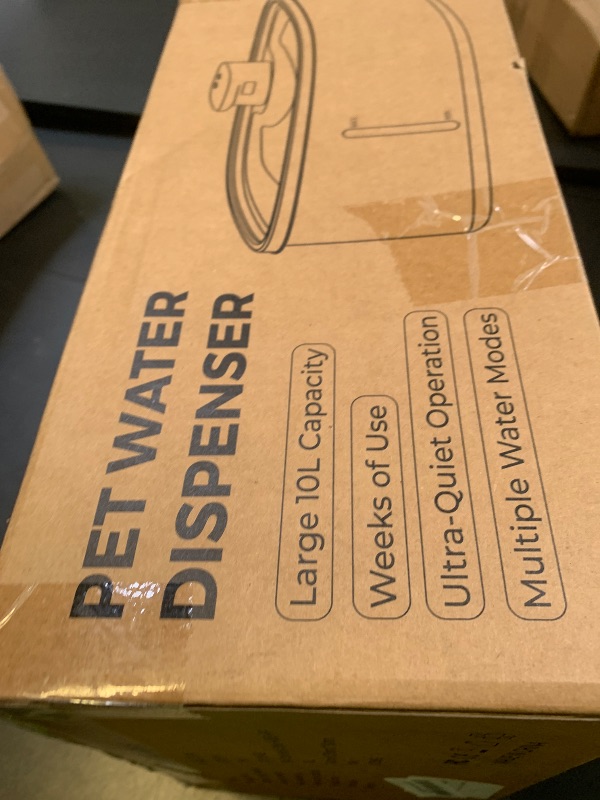 PET WATER
DISPENSER
Large 10L Capacity
Weeks of Use
Ultra-Quiet Operation
Multiple Water Modes